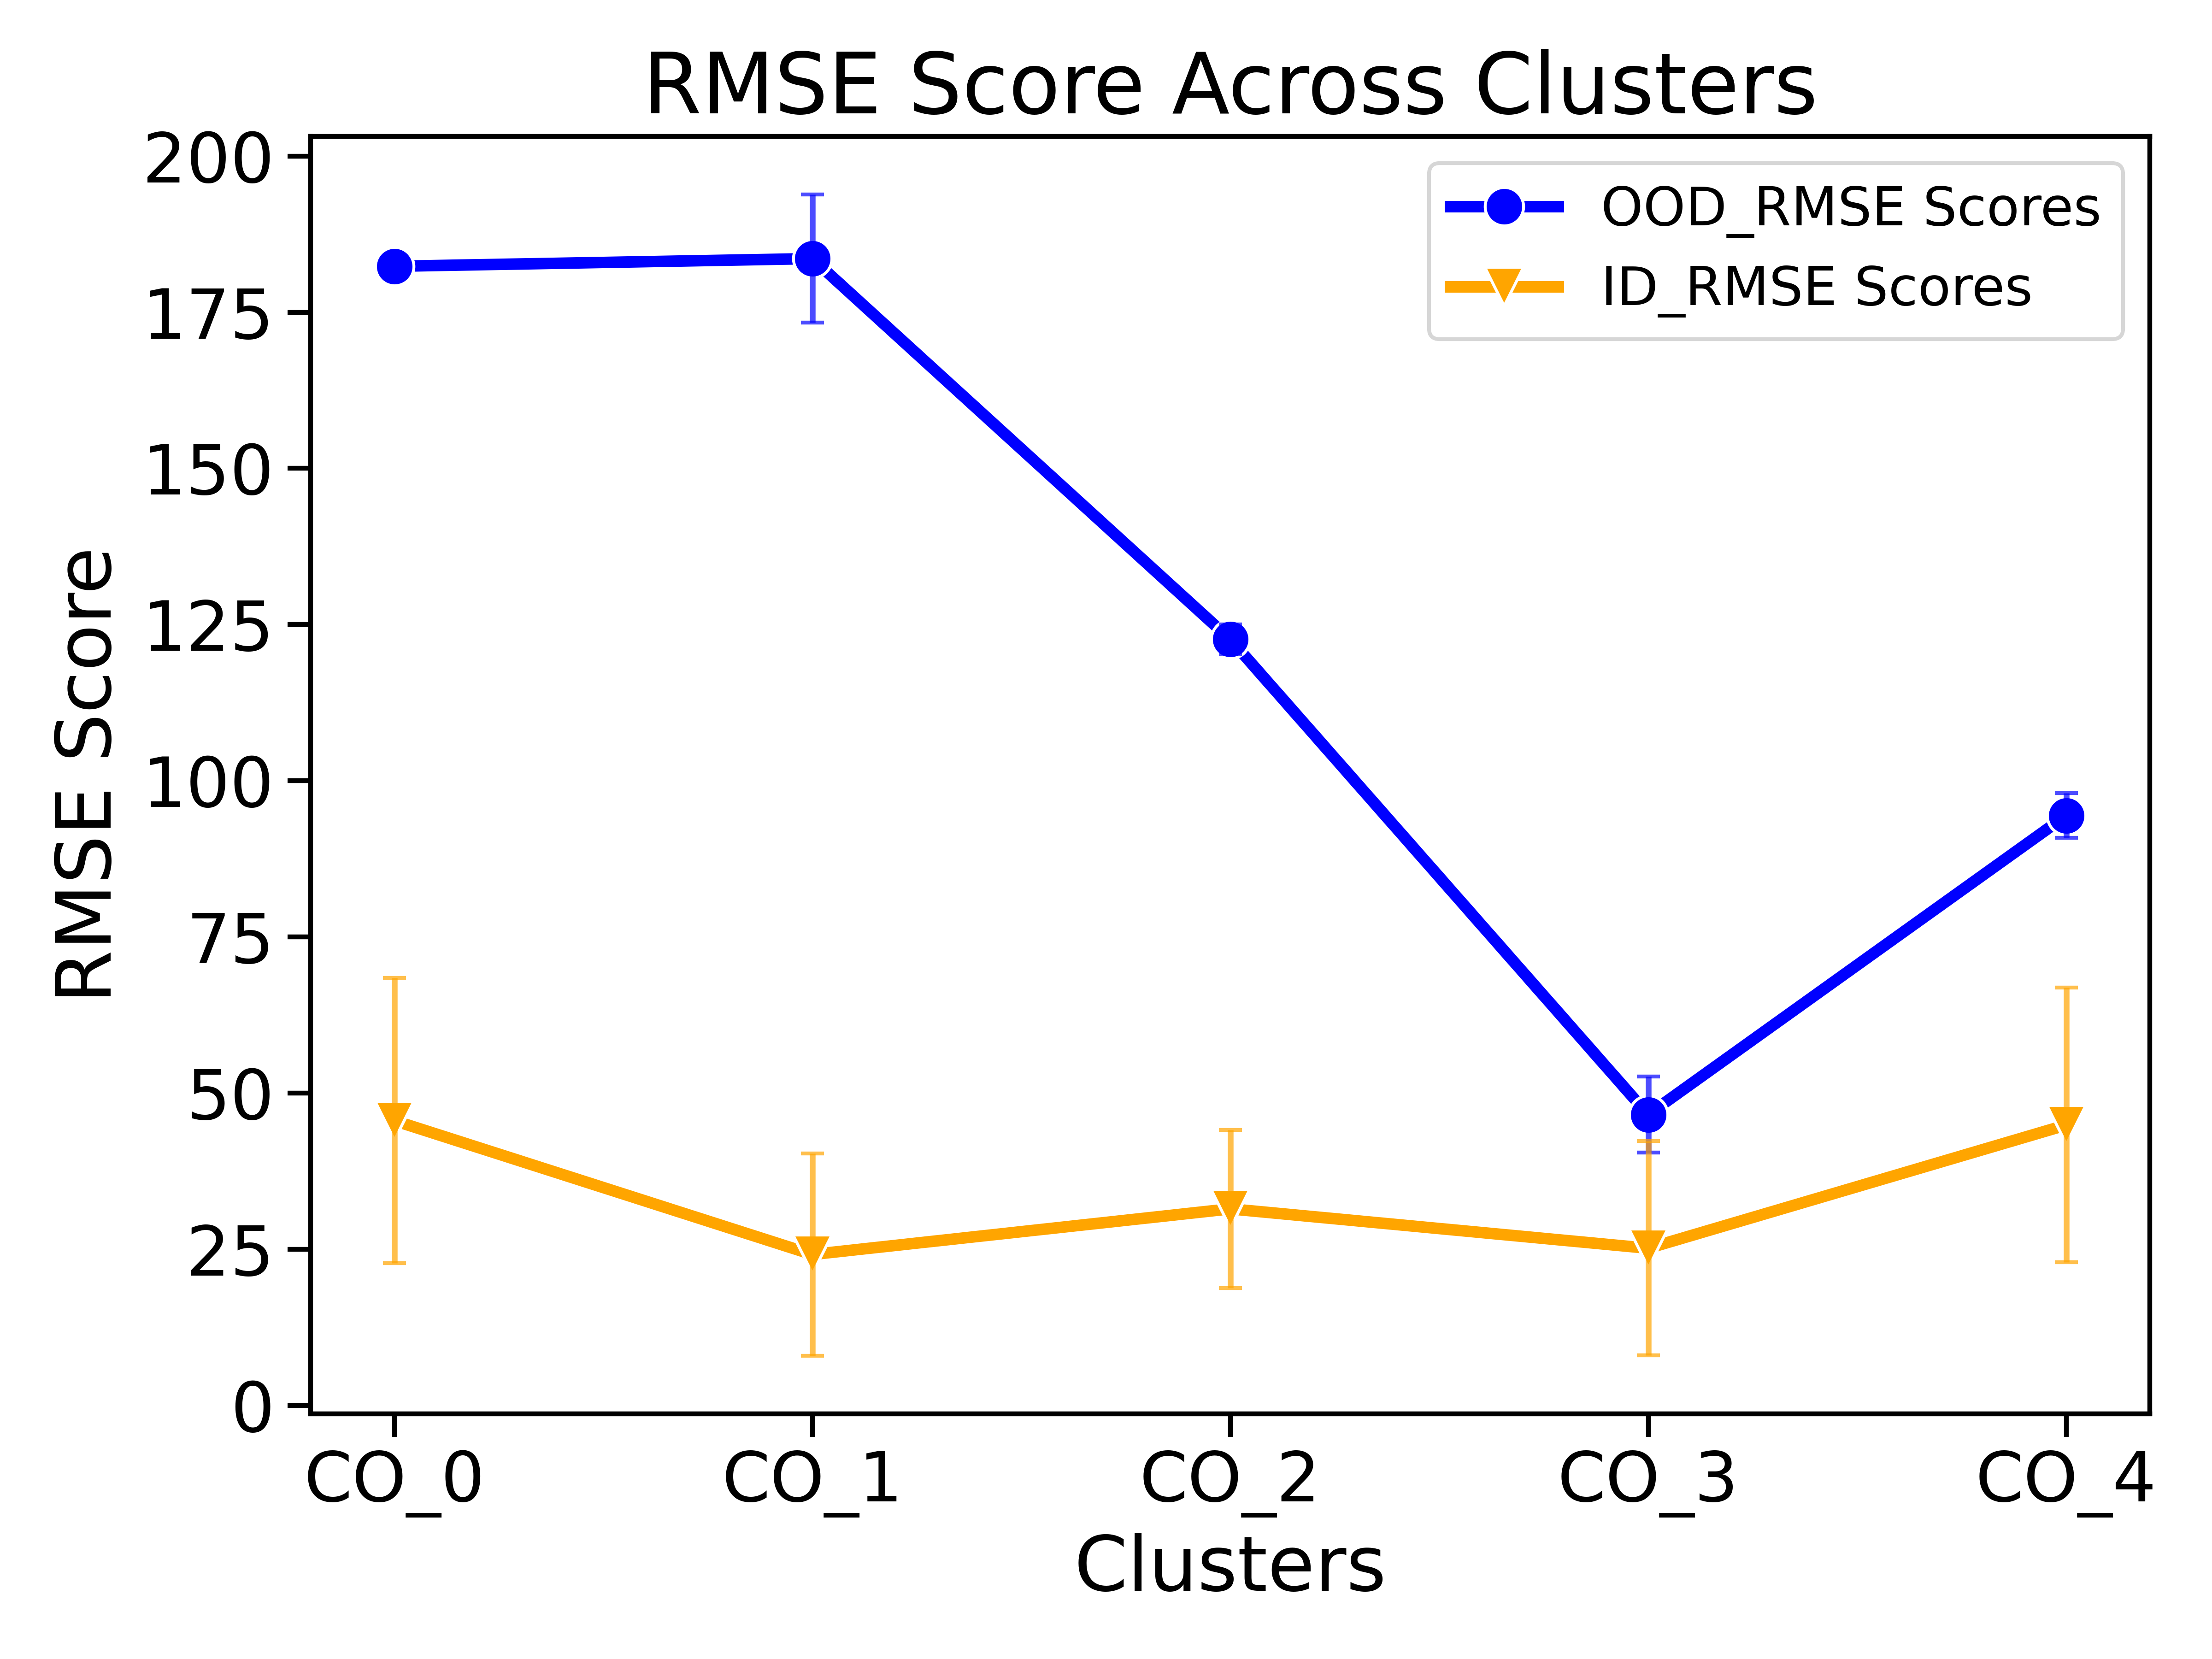 RMSE Score Across Clusters
200
175
150
125
100
75
50
25
0
RMSE Score
OOD_RMSE Scores
ID_RMSE Scores
CO_0
CO_1
CO_2
CO_3
CO_4
Clusters